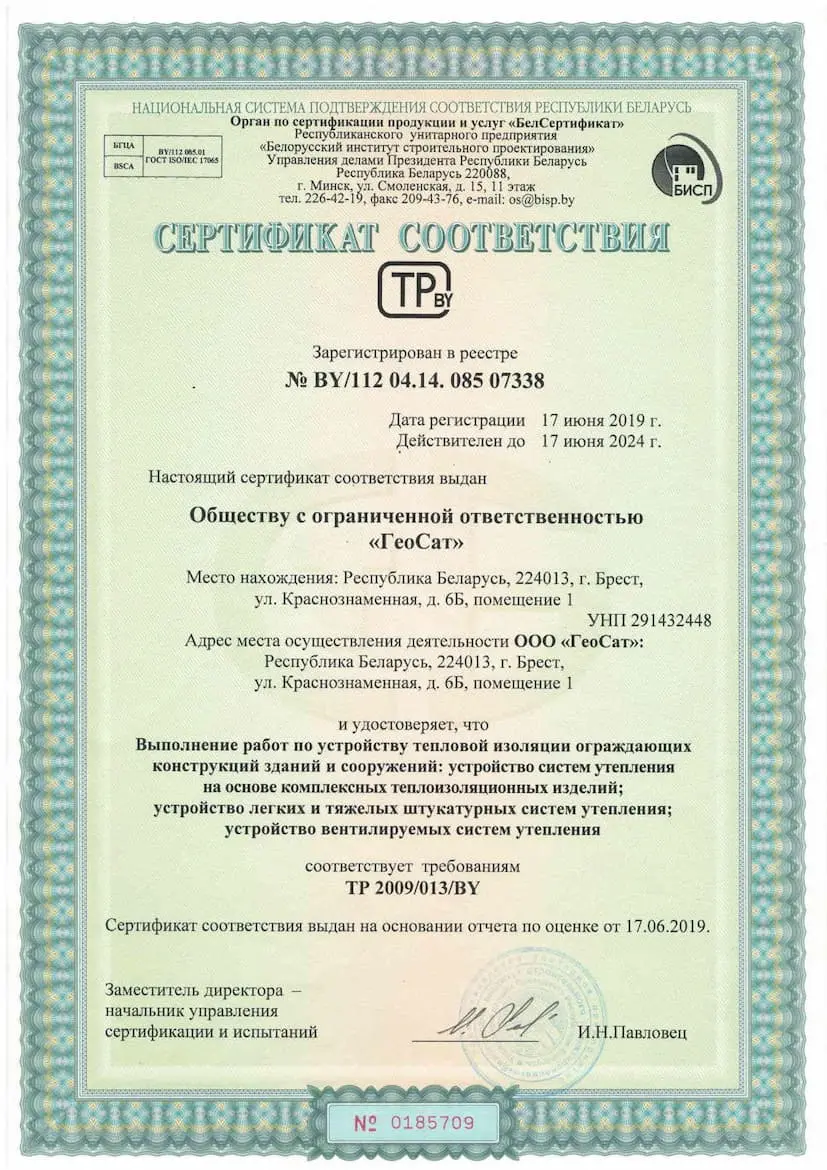 НАЦИОНАЛЬНАЯ СИСТЕМА ПОДТВЕРЖДЕНИЯ СООТВЕТСТВИЯ РЕСПУБЛИКИ БЕЛАРУСЬ
Орган по сертификации продукции и услуг «БелСертификат»
Республиканского унитарного предприятия
«Белорусский институт строительного проектирования»
Управления делами Президента Республики Беларусь
Республика Беларусь 220088,
г. Минск, ул. Смоленская, д. 15, 11 этаж
тел. 226-42-19, факс 209-43-76, e-mail: os@bisp.by
БГЦА
BSCA
BY/112 085.01
ГОСТ ISO/IEC 17065
БИСП
СЕРТИФИКАТ СООТВЕТСТВИЯ
ТР BY
Зарегистрирован в реестре
№ BY/112 04.14. 085 07338
Дата регистрации 17 июня 2019 г.
Действителен до 17 июня 2024 г.
Настоящий сертификат соответствия выдан
Обществу с ограниченной ответственностью
«ГеоСат»
Место нахождения: Республика Беларусь, 224013, г. Брест,
ул. Краснознаменная, д. 6Б, помещение 1
УНП 291432448
Адрес места осуществления деятельности ООО «ГеоСат»:
Республика Беларусь, 224013, г. Брест,
ул. Краснознаменная, д. 6Б, помещение 1
и удостоверяет, что
Выполнение работ по устройству тепловой изоляции ограждающих
конструкций зданий и сооружений: устройство систем утепления
на основе комплексных теплоизоляционных изделий;
устройство легких и тяжелых штукатурных систем утепления;
устройство вентилируемых систем утепления
соответствует требованиям
ТР 2009/013/BY
Сертификат соответствия выдан на основании отчета по оценке от 17.06.2019.
Заместитель директора –
начальник управления
сертификации и испытаний
И.Н.Павловец
№ 0185709